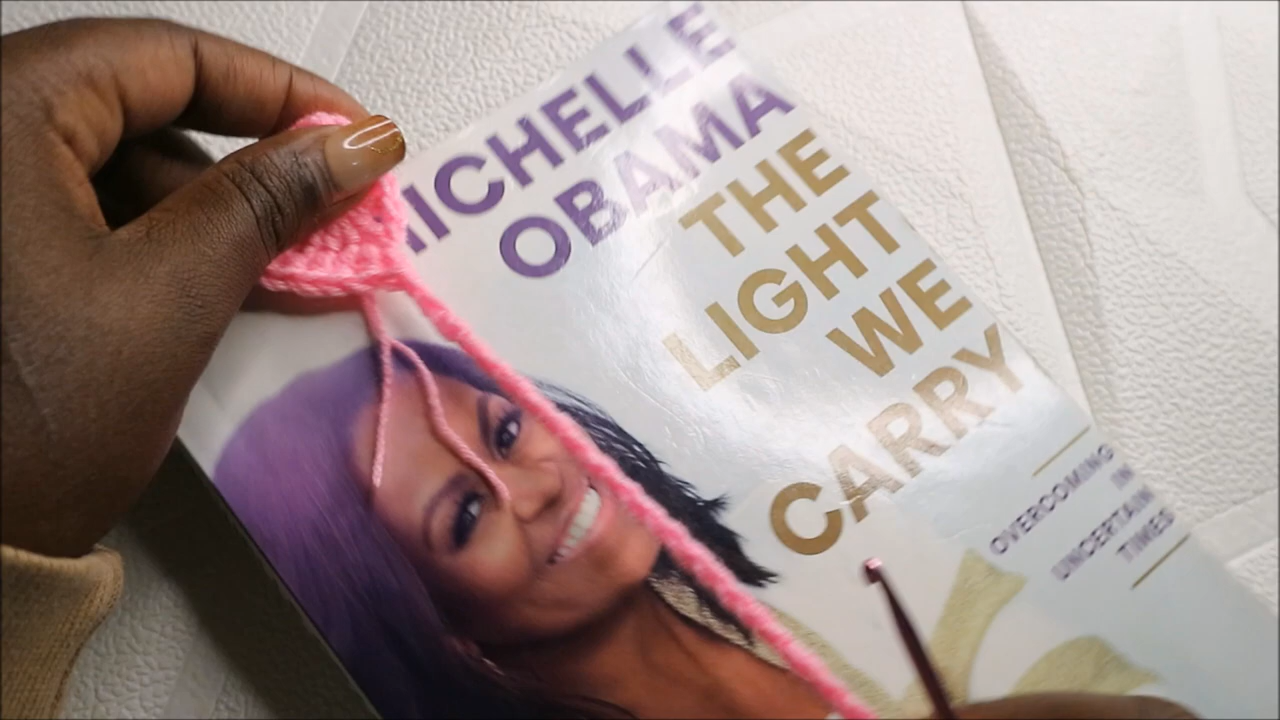 MICHELLE
OBAMA
THE
LIGHT
WE
CARRY
OVERCOMING
IN
UNCERTAIN
TIMES